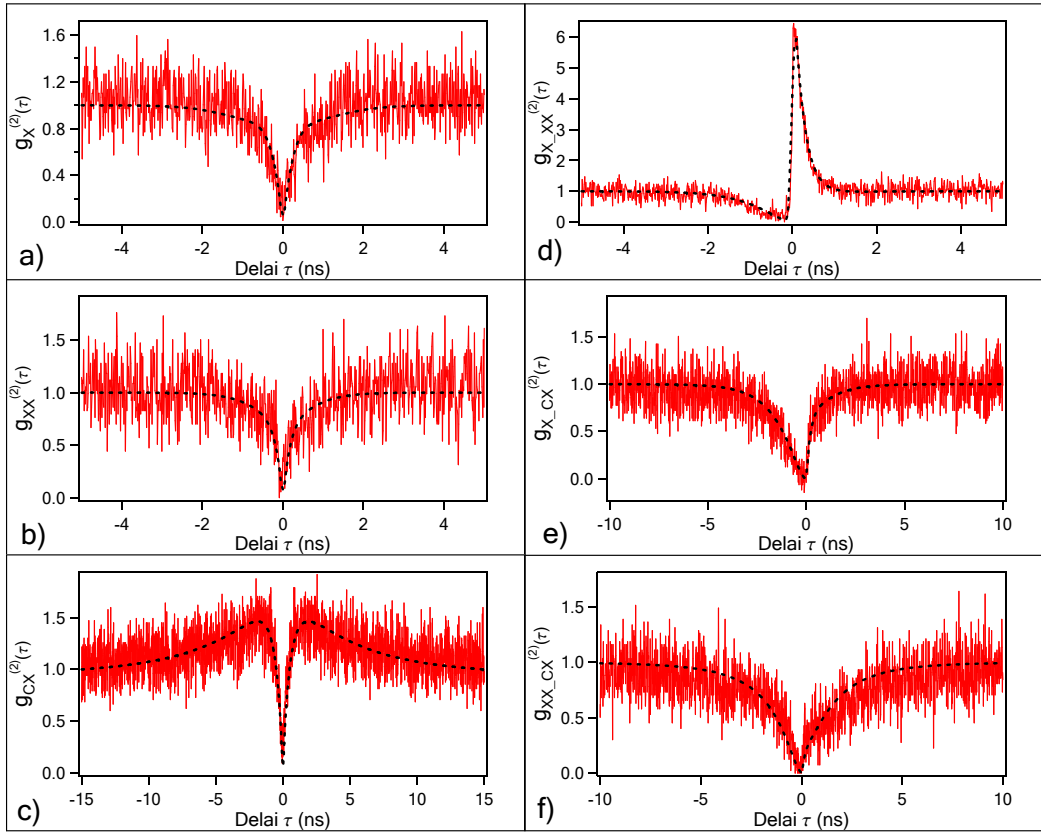 1.6
1.2
0.8
0.4
0.0
g_X^(2)(τ)
-4 -2 0 2 4
Delai τ (ns)
a)
6
5
4
3
2
1
0
g_X_XX^(2)(τ)
-4 -2 0 2 4
Delai τ (ns)
d)
1.5
1.0
0.5
0.0
g_XX^(2)(τ)
-4 -2 0 2 4
Delai τ (ns)
b)
1.5
1.0
0.5
0.0
g_X_CX^(2)(τ)
-10 -5 0 5 10
Delai τ (ns)
e)
1.5
1.0
0.5
0.0
g_CX^(2)(τ)
-15 -10 -5 0 5 10 15
Delai τ (ns)
c)
1.5
1.0
0.5
0.0
g_XX_CX^(2)(τ)
-10 -5 0 5 10
Delai τ (ns)
f)